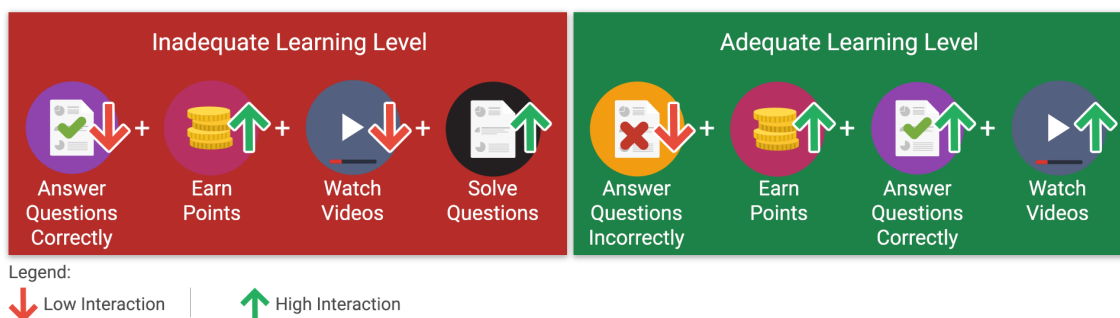 Inadequate Learning Level
Answer
Questions
Correctly
+
Earn
Points
+
Watch
Videos
+
Solve
Questions
Adequate Learning Level
Answer
Questions
Incorrectly
+
Earn
Points
+
Answer
Questions
Correctly
+
Watch
Videos
Legend:
Low Interaction
High Interaction